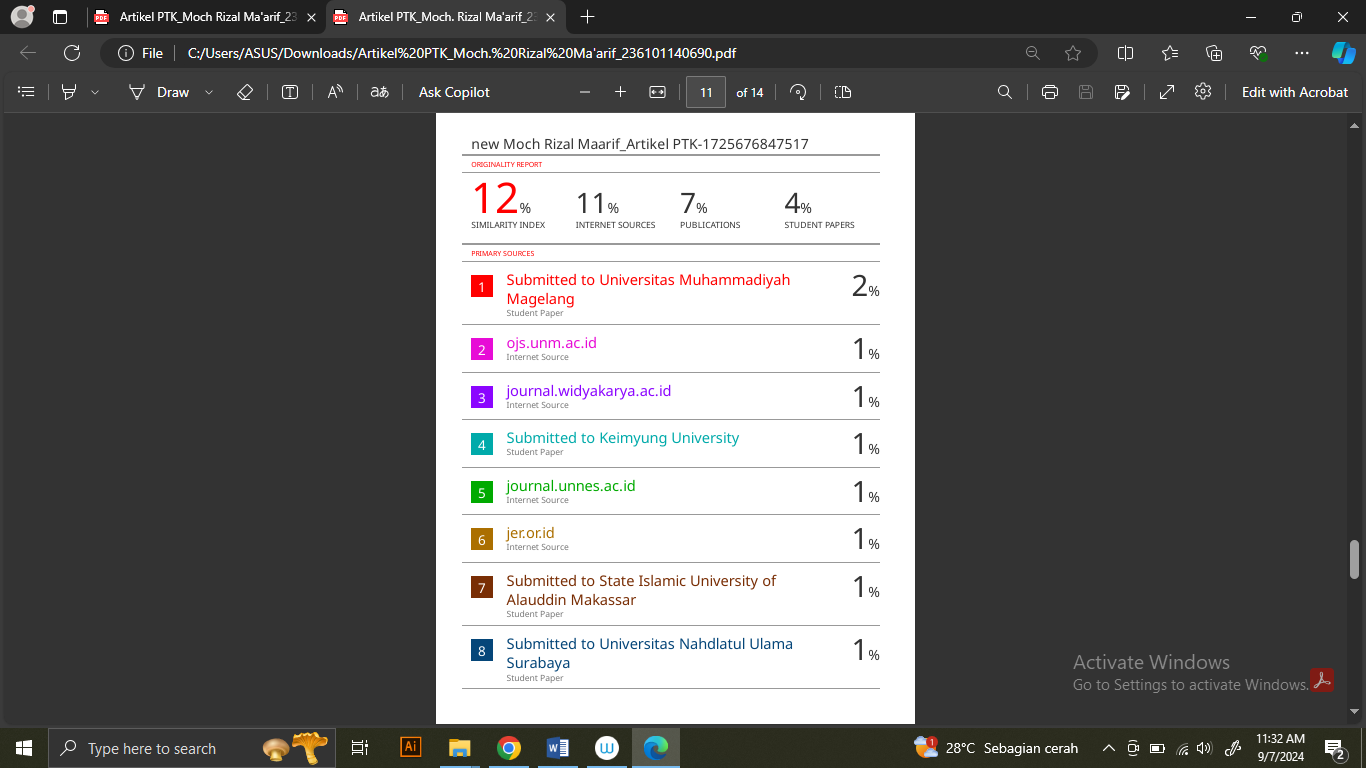 Artikel PTK_Moch Rizal Ma'arif_23
Artikel PTK_Moch. Rizal Ma'arif_23
File
C:/Users/ASUS/Downloads/Artikel%20PTK_Moch.%20Rizal%20Ma'arif_236101140690.pdf
Draw
Ask Copilot
11
of 14
Edit with Acrobat
new Moch Rizal Maarif_Artikel PTK-1725676847517
ORIGINALITY REPORT
12% 11% 7% 4%
SIMILARITY INDEX INTERNET SOURCES PUBLICATIONS STUDENT PAPERS
PRIMARY SOURCES
1 Submitted to Universitas Muhammadiyah 2%
Magelang
Student Paper
2 ojs.unm.ac.id 1%
Internet Source
3 journal.widyakarya.ac.id 1%
Internet Source
4 Submitted to Keimyung University 1%
Student Paper
5 journal.unnes.ac.id 1%
Internet Source
6 jer.or.id 1%
Internet Source
7 Submitted to State Islamic University of 1%
Alauddin Makassar
Student Paper
8 Submitted to Universitas Nahdlatul Ulama 1%
Surabaya
Student Paper
Activate Windows
Go to Settings to activate Windows.
Type here to search
Ai
28°C Sebagian cerah
11:32 AM
9/7/2024
2